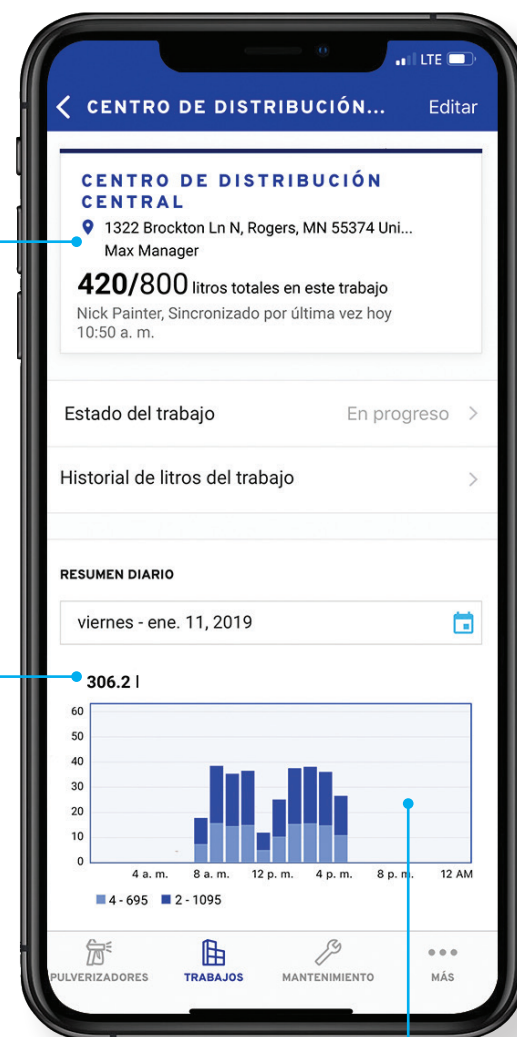 LTE
CENTRO DE DISTRIBUCIÓN... Editar
CENTRO DE DISTRIBUCIÓN
CENTRAL
1322 Brockton Ln N, Rogers, MN 55374 Uni...
Max Manager
420/800 litros totales en este trabajo
Nick Painter, Sincronizado por última vez hoy
10:50 a. m.
Estado del trabajo En progreso
Historial de litros del trabajo
RESUMEN DIARIO
viernes - ene. 11, 2019
306.2 l
60
50
40
30
20
10
0
4 a. m. 8 a. m. 12 p. m. 4 p. m. 8 p. m. 12 AM
4 - 695 2 - 1095
PULVERIZADORES TRABAJOS MANTENIMIENTO MÁS